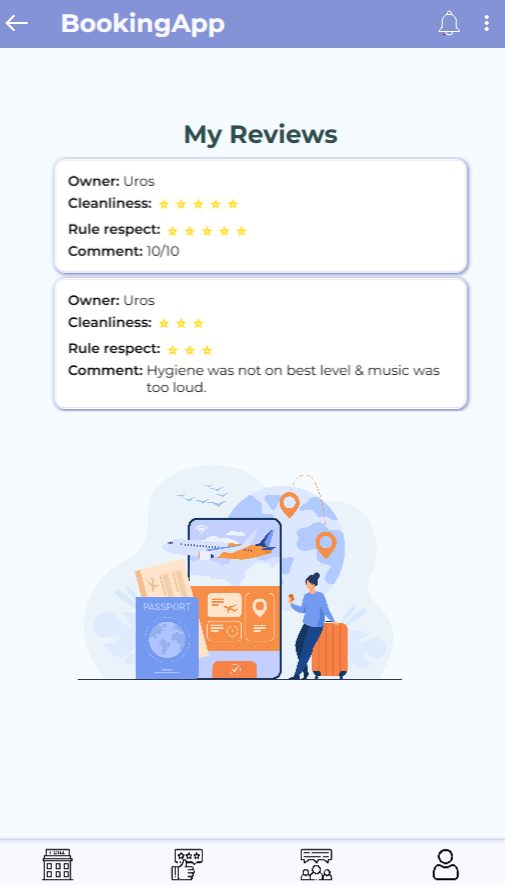 BookingApp
My Reviews
Owner: Uros
Cleanliness:
Rule respect:
Comment: 10/10
Owner: Uros
Cleanliness:
Rule respect:
Comment: Hygiene was not on best level & music was
too loud.
PASSPORT